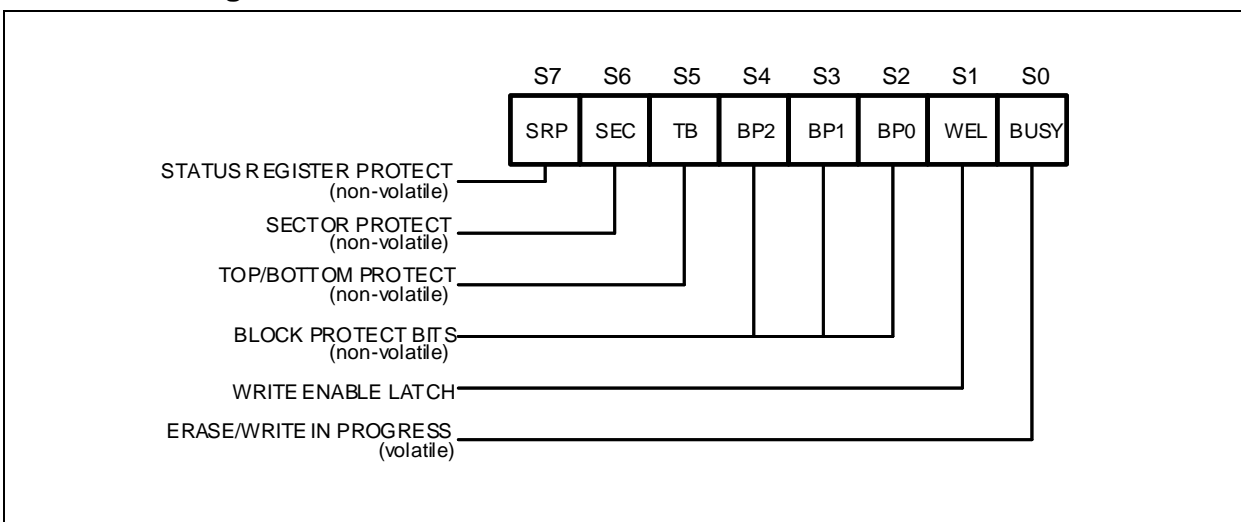 S7 S6 S5 S4 S3 S2 S1 S0
SRP SEC TB BP2 BP1 BP0 WEL BUSY
STATUS REGISTER PROTECT
(non-volatile)
SECTOR PROTECT
(non-volatile)
TOP/BOTTOM PROTECT
(non-volatile)
BLOCK PROTECT BITS
(non-volatile)
WRITE ENABLE LATCH
ERASE/WRITE IN PROGRESS
(volatile)